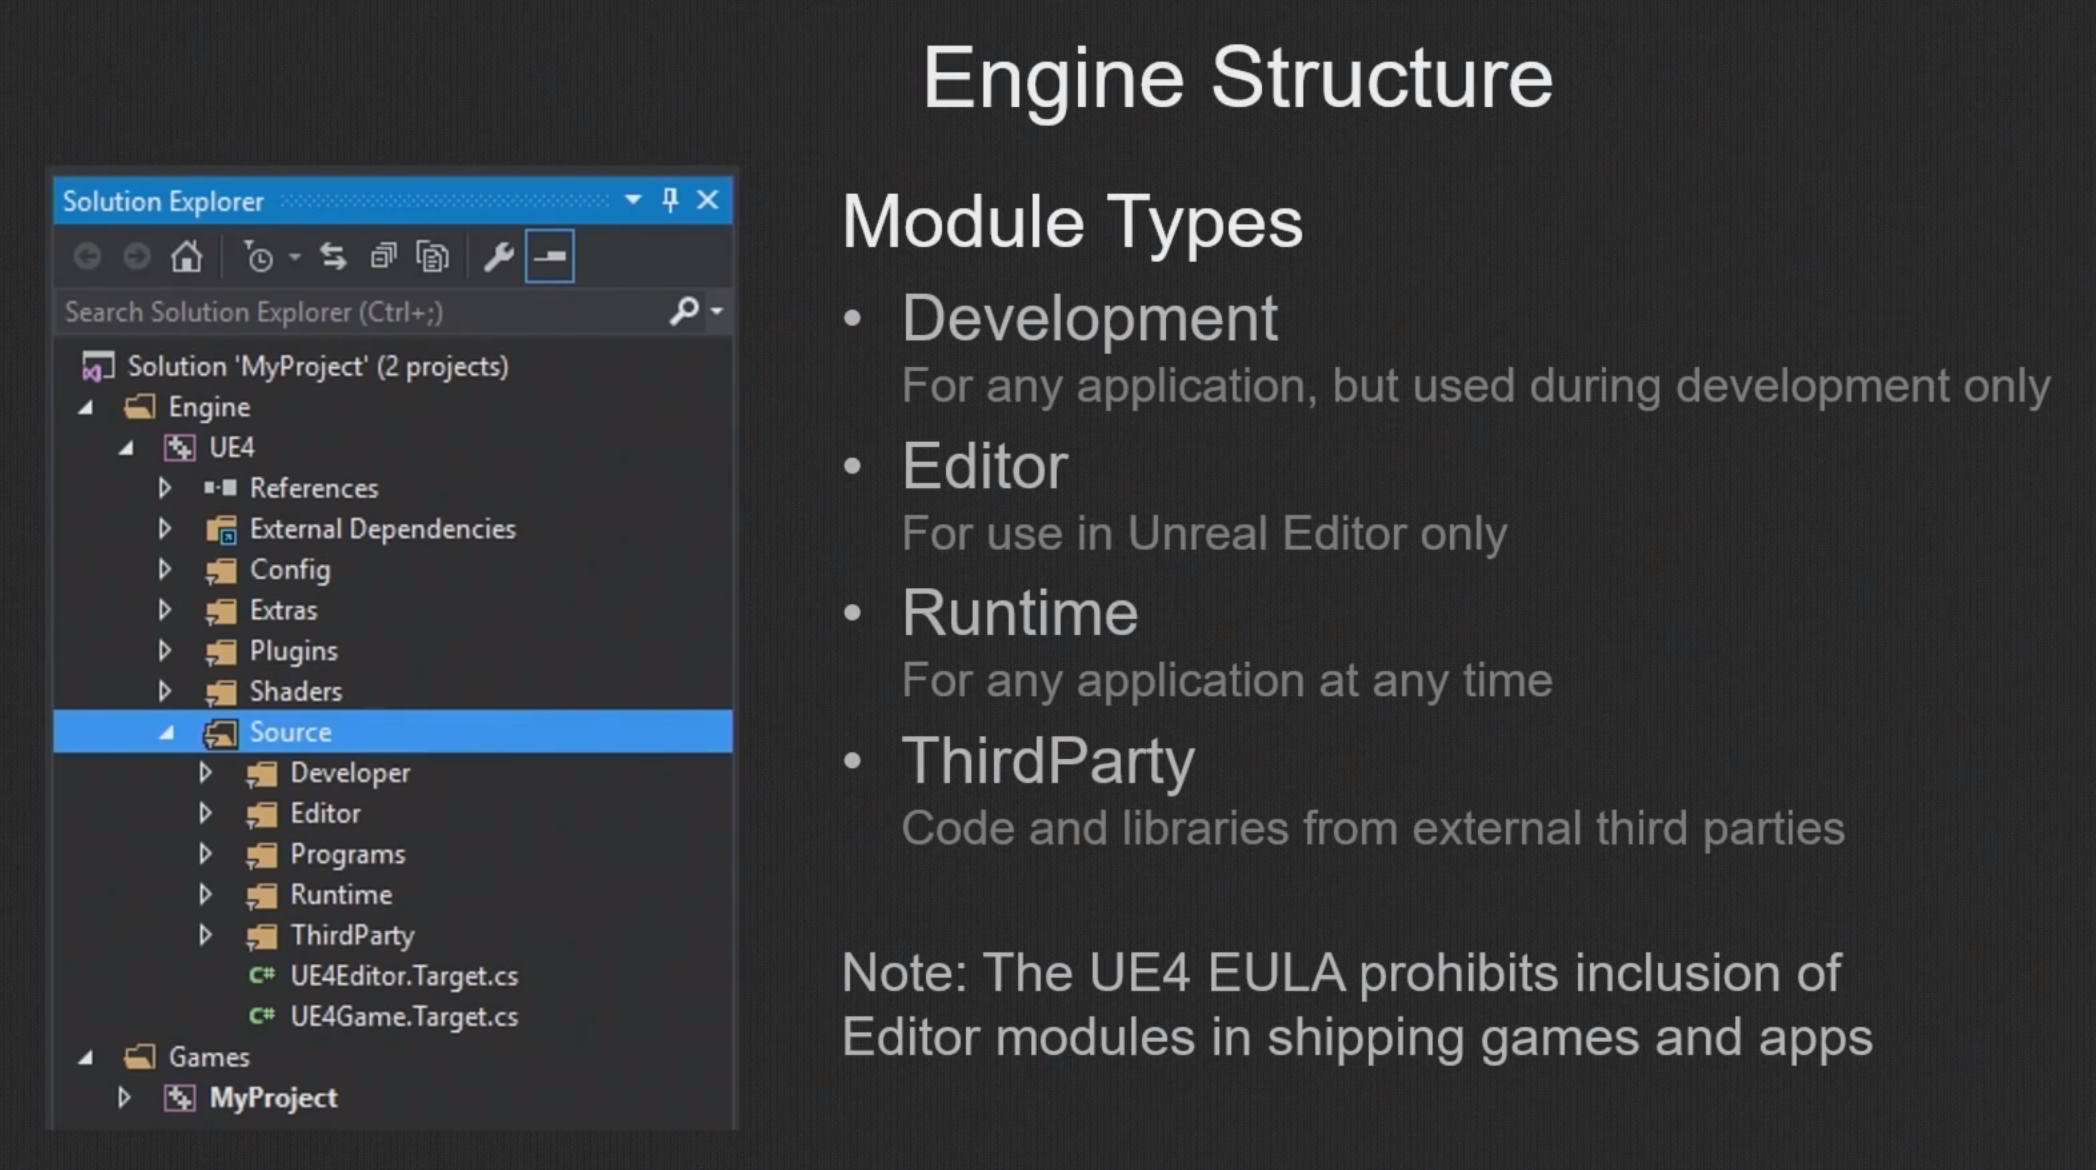 Engine Structure
Solution Explorer
Search Solution Explorer (Ctrl+;)
Solution 'MyProject' (2 projects)
Engine
UE4
References
External Dependencies
Config
Extras
Plugins
Shaders
Source
Developer
Editor
Programs
Runtime
ThirdParty
C# UE4Editor.Target.cs
C# UE4Game.Target.cs
Games
MyProject
Module Types
• Development
For any application, but used during development only
• Editor
For use in Unreal Editor only
• Runtime
For any application at any time
• ThirdParty
Code and libraries from external third parties
Note: The UE4 EULA prohibits inclusion of
Editor modules in shipping games and apps